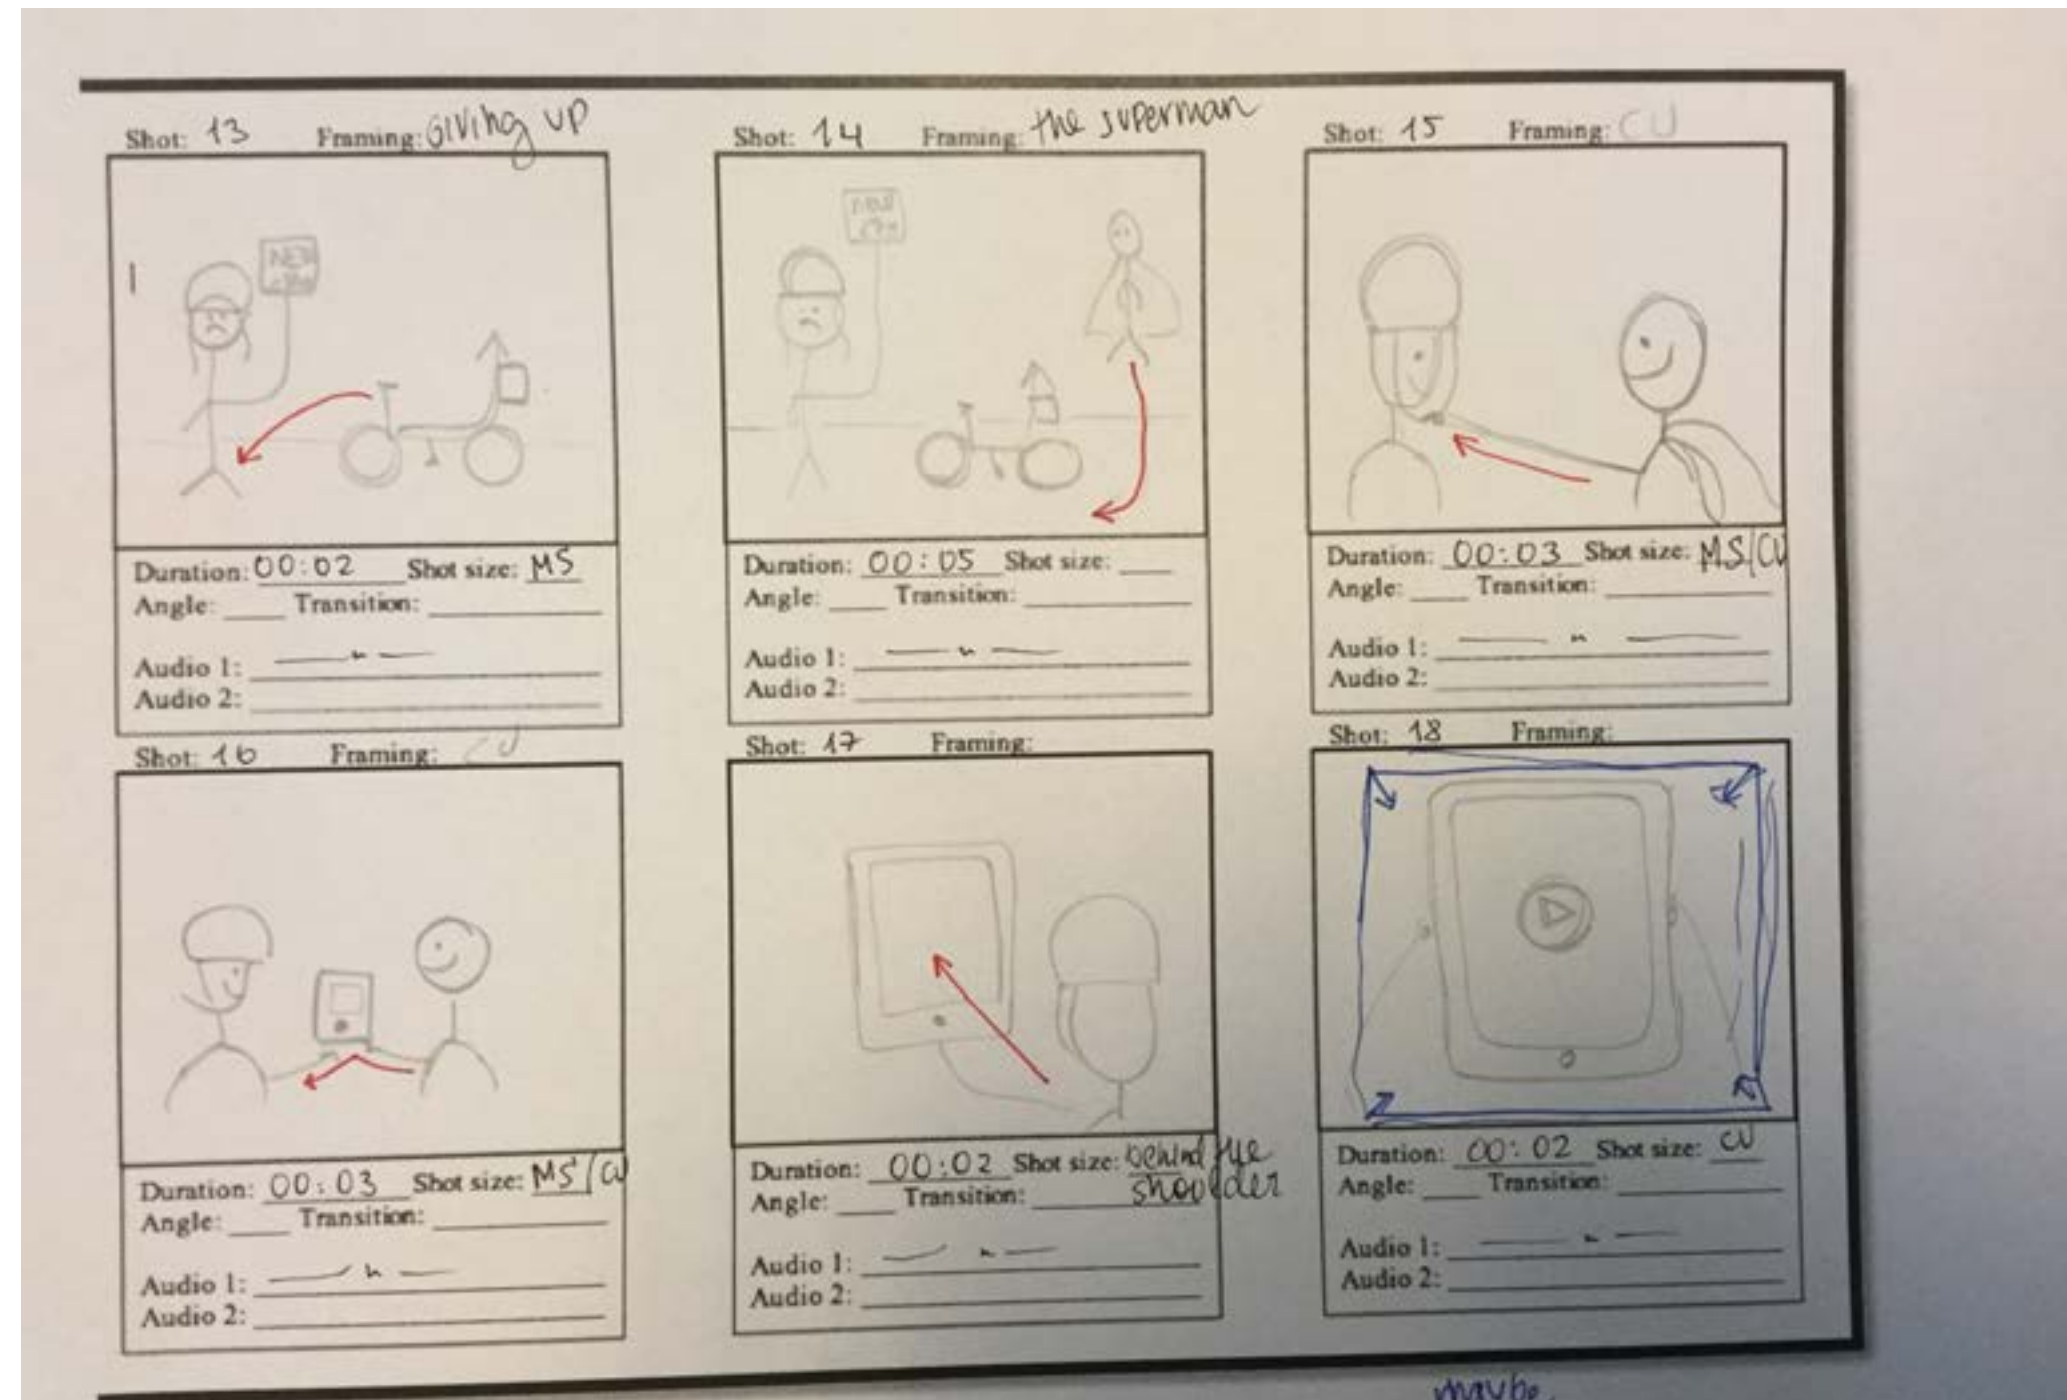 Shot: 13 Framing: Giving up
NEW
Duration: 00:02 Shot size: MS
Angle: Transition:
Audio 1: — " —
Audio 2:
Shot: 14 Framing: the superman
NEW
Duration: 00:05 Shot size:
Angle: Transition:
Audio 1: — " —
Audio 2:
Shot: 15 Framing: CU
Duration: 00:03 Shot size: MS/CU
Angle: Transition:
Audio 1: — " —
Audio 2:
Shot: 16 Framing: CU
Duration: 00:03 Shot size: MS/CU
Angle: Transition:
Audio 1: — " —
Audio 2:
Shot: 17 Framing:
Duration: 00:02 Shot size: behind the
shoulder
Angle: Transition:
Audio 1: — " —
Audio 2:
Shot: 18 Framing:
Duration: 00:02 Shot size: CU
Angle: Transition:
Audio 1: — " —
Audio 2:
maybe